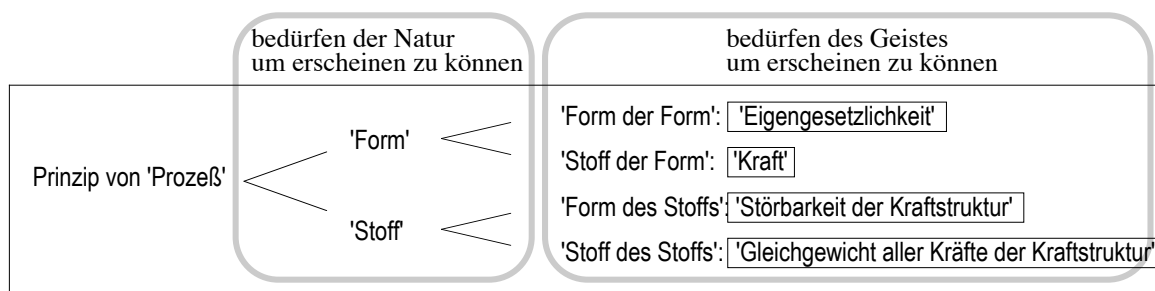 bedürfen der Natur
um erscheinen zu können
bedürfen des Geistes
um erscheinen zu können
Prinzip von 'Prozeß'
'Form'
'Stoff'
'Form der Form': 'Eigengesetzlichkeit'
'Stoff der Form': 'Kraft'
'Form des Stoffs': 'Störbarkeit der Kraftstruktur'
'Stoff des Stoffs': 'Gleichgewicht aller Kräfte der Kraftstruktur'